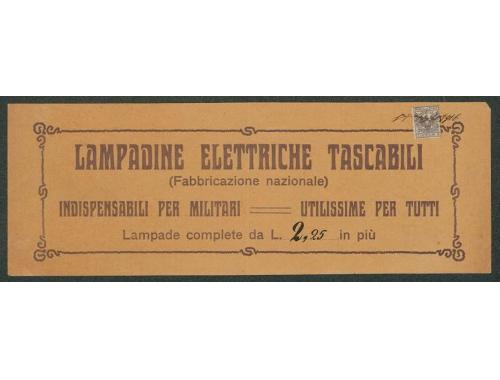 LAMPADINE ELETTRICHE TASCABILI
(Fabbricazione nazionale)
INDISPENSABILI PER MILITARI = UTILISSIME PER TUTTI
Lampade complete da L. 2,25 in più